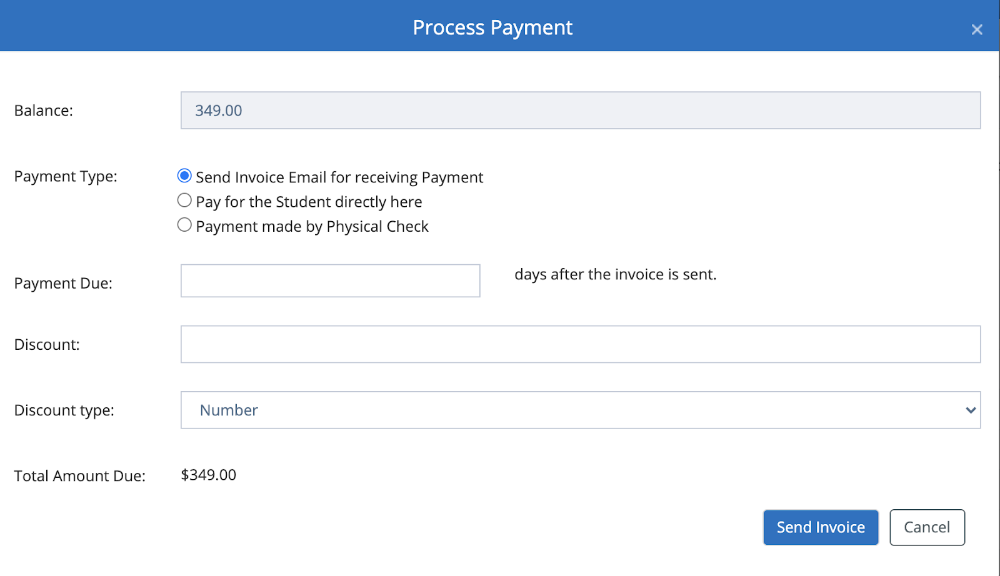 Process Payment
×
Balance: 349.00
Payment Type: Send Invoice Email for receiving Payment
Pay for the Student directly here
Payment made by Physical Check
Payment Due: days after the invoice is sent.
Discount:
Discount type: Number
Total Amount Due: $349.00
Send Invoice Cancel